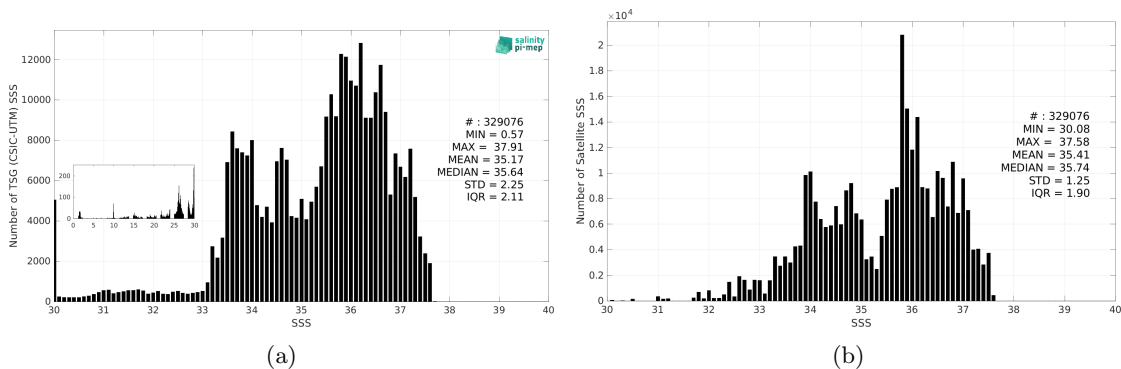 salinity
pi-mep
# : 329076
MIN = 0.57
MAX = 37.91
MEAN = 35.17
MEDIAN = 35.64
STD = 2.25
IQR = 2.11
Number of TSG (CSIC-UTM) SSS
12000
10000
8000
6000
4000
2000
0
200
100
0
0 5 10 15 20 25 30
30 31 32 33 34 35 36 37 38 39 40
SSS
(a)
×10⁴
# : 329076
MIN = 30.08
MAX = 37.58
MEAN = 35.41
MEDIAN = 35.74
STD = 1.25
IQR = 1.90
Number of Satellite SSS
2
1.8
1.6
1.4
1.2
1
0.8
0.6
0.4
0.2
0
30 31 32 33 34 35 36 37 38 39 40
SSS
(b)